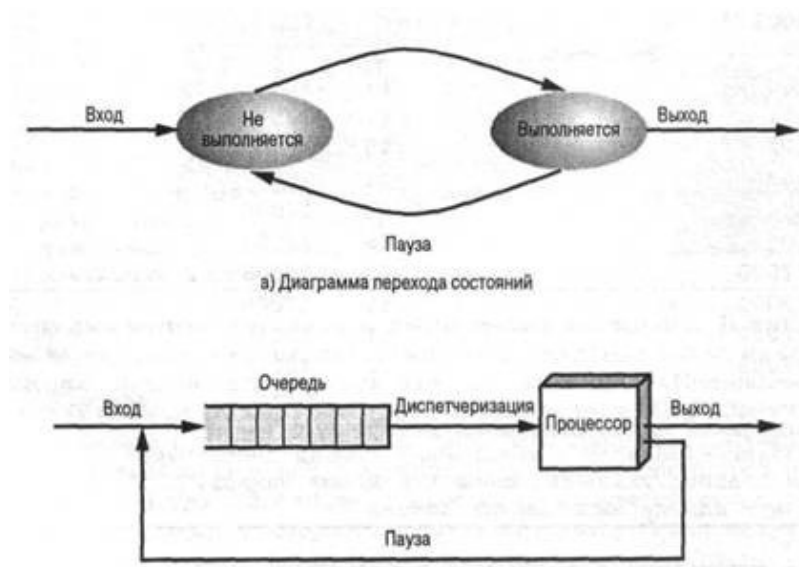 Вход
Не
выполняется
Выполняется
Выход
Пауза
а) Диаграмма перехода состояний
Очередь
Вход
Диспетчеризация
Процессор
Выход
Пауза